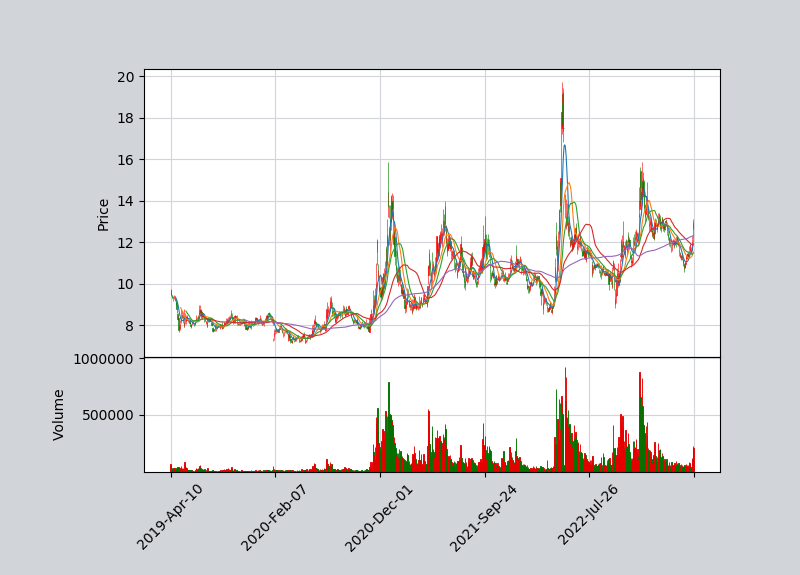 20
18
16
14
12
10
8
Price
1000000
500000
Volume
2019-Apr-10
2020-Feb-07
2020-Dec-01
2021-Sep-24
2022-Jul-26